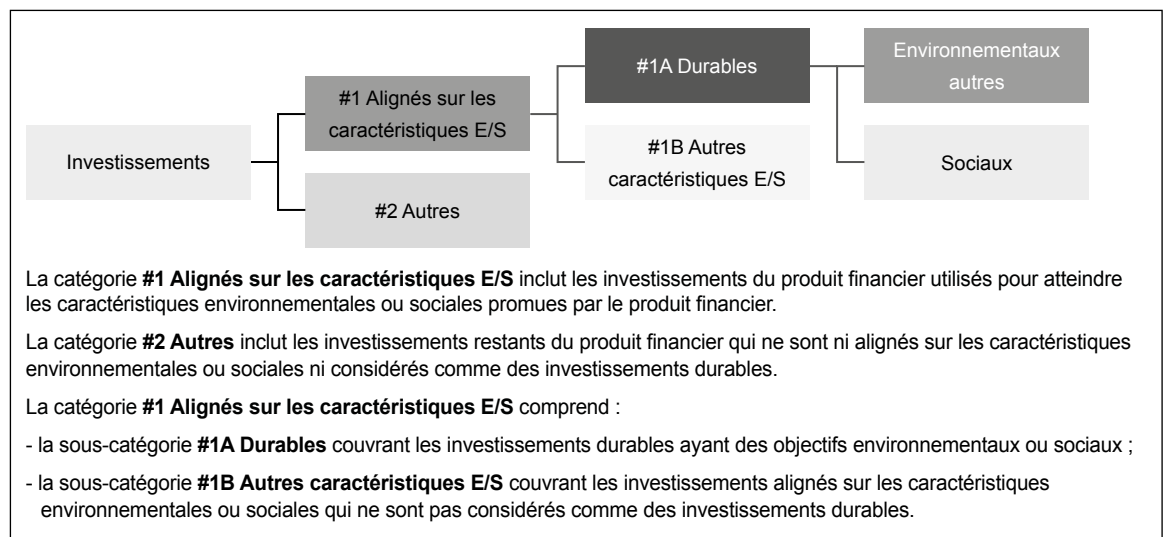 Investissements
#1 Alignés sur les
caractéristiques E/S
#2 Autres
#1A Durables
#1B Autres
caractéristiques E/S
Environnementaux
autres
Sociaux
La catégorie #1 Alignés sur les caractéristiques E/S inclut les investissements du produit financier utilisés pour atteindre
les caractéristiques environnementales ou sociales promues par le produit financier.
La catégorie #2 Autres inclut les investissements restants du produit financier qui ne sont ni alignés sur les caractéristiques
environnementales ou sociales ni considérés comme des investissements durables.
La catégorie #1 Alignés sur les caractéristiques E/S comprend :
- la sous-catégorie #1A Durables couvrant les investissements durables ayant des objectifs environnementaux ou sociaux ;
- la sous-catégorie #1B Autres caractéristiques E/S couvrant les investissements alignés sur les caractéristiques
environnementales ou sociales qui ne sont pas considérés comme des investissements durables.